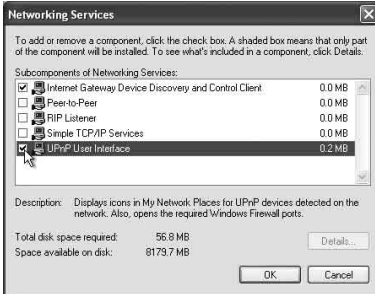 Networking Services
To add or remove a component, click the check box. A shaded box means that only part
of the component will be installed. To see what's included in a component, click Details.
Subcomponents of Networking Services:
Internet Gateway Device Discovery and Control Client 0.0 MB
Peer-to-Peer 0.0 MB
RIP Listener 0.0 MB
Simple TCP/IP Services 0.0 MB
UPnP User Interface 0.2 MB
Description: Displays icons in My Network Places for UPnP devices detected on the
network. Also, opens the required Windows Firewall ports.
Total disk space required: 56.8 MB
Space available on disk: 8179.7 MB
Details...
OK Cancel